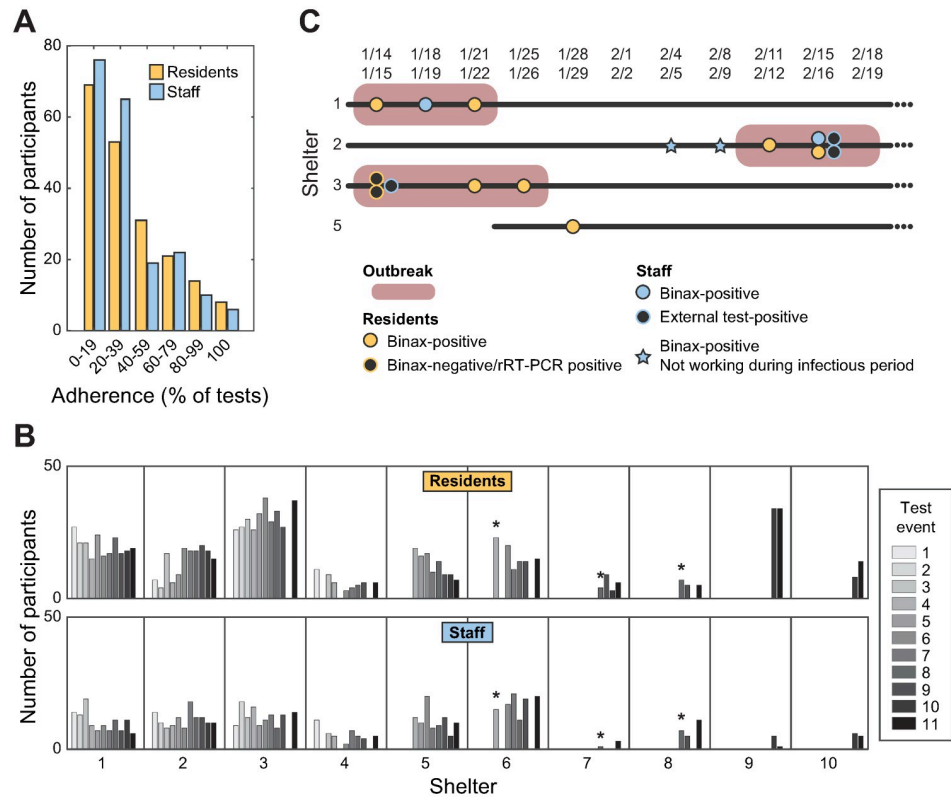 A
80
60
40
20
0
Number of participants
Residents
Staff
0-19
20-39
40-59
60-79
80-99
100
Adherence (% of tests)
C
1/14 1/18 1/21 1/25 1/28 2/1 2/4 2/8 2/11 2/15 2/18
1/15 1/19 1/22 1/26 1/29 2/2 2/5 2/9 2/12 2/16 2/19
Shelter
1
2
3
5
Outbreak
Residents
Binax-positive
Binax-negative/rRT-PCR positive
Staff
Binax-positive
External test-positive
Binax-positive
Not working during infectious period
B
50
Residents
Number of participants
* * *
0
50
Staff
Number of participants
* * *
0
1 2 3 4 5 6 7 8 9 10
Shelter
Test
event
1
2
3
4
5
6
7
8
9
10
11